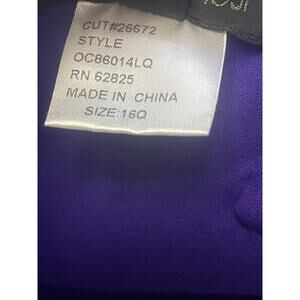 CUT#26672
STYLE
OC86014LQ
RN 62825
MADE IN CHINA
SIZE:16Q